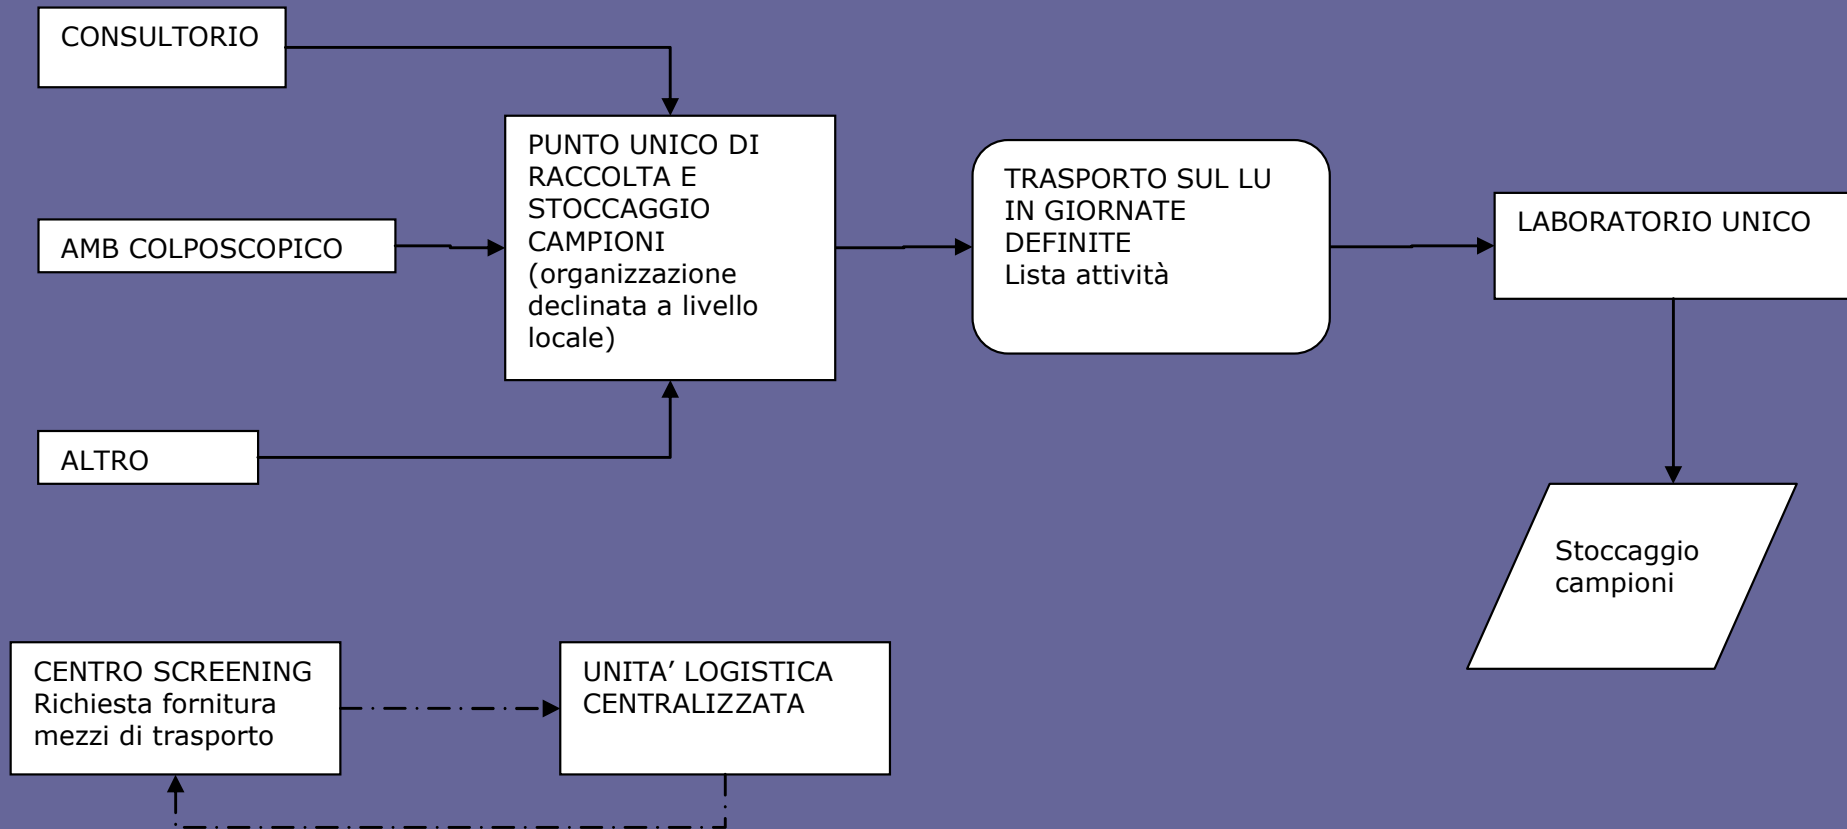 CONSULTORIO
PUNTO UNICO DI
RACCOLTA E
STOCCAGGIO
CAMPIONI
(organizzazione
declinata a livello
locale)
TRASPORTO SUL LU
IN GIORNATE
DEFINITE
Lista attività
LABORATORIO UNICO
AMB COLPOSCOPICO
ALTRO
Stoccaggio
campioni
CENTRO SCREENING
Richiesta fornitura
mezzi di trasporto
UNITA’ LOGISTICA
CENTRALIZZATA